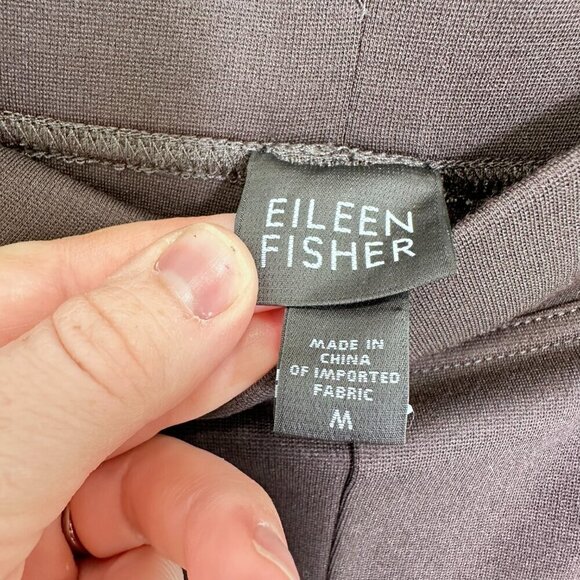 EILEEN
FISHER
MADE IN
CHINA
OF IMPORTED
FABRIC
M